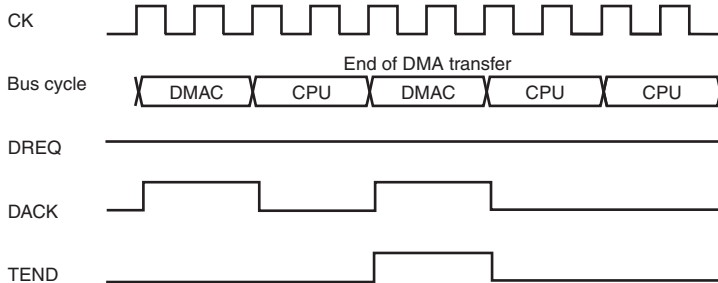 CK
End of DMA transfer
Bus cycle
DMAC CPU DMAC CPU CPU
DREQ
DACK
TEND